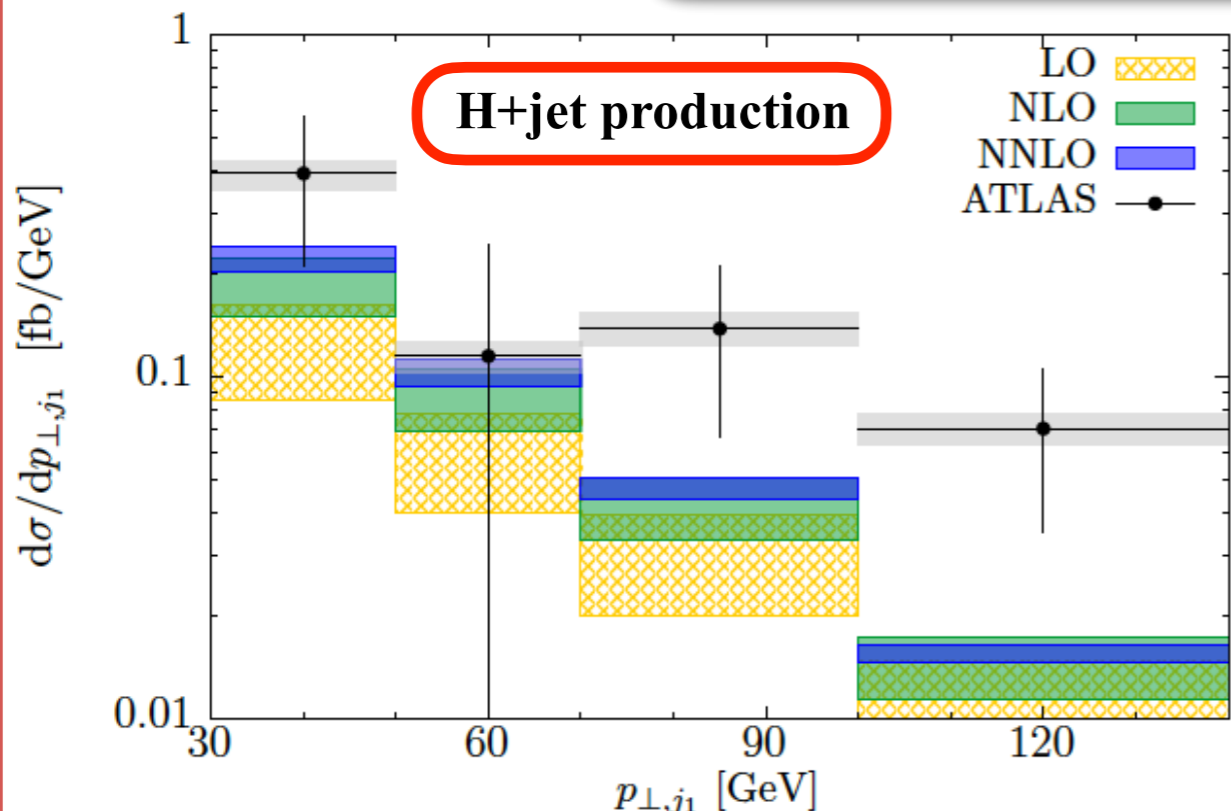 1
H+jet production
LO
NLO
NNLO
ATLAS
0.1
0.01
dσ/dp⊥,j1 [fb/GeV]
30 60 90 120
p⊥,j1 [GeV]